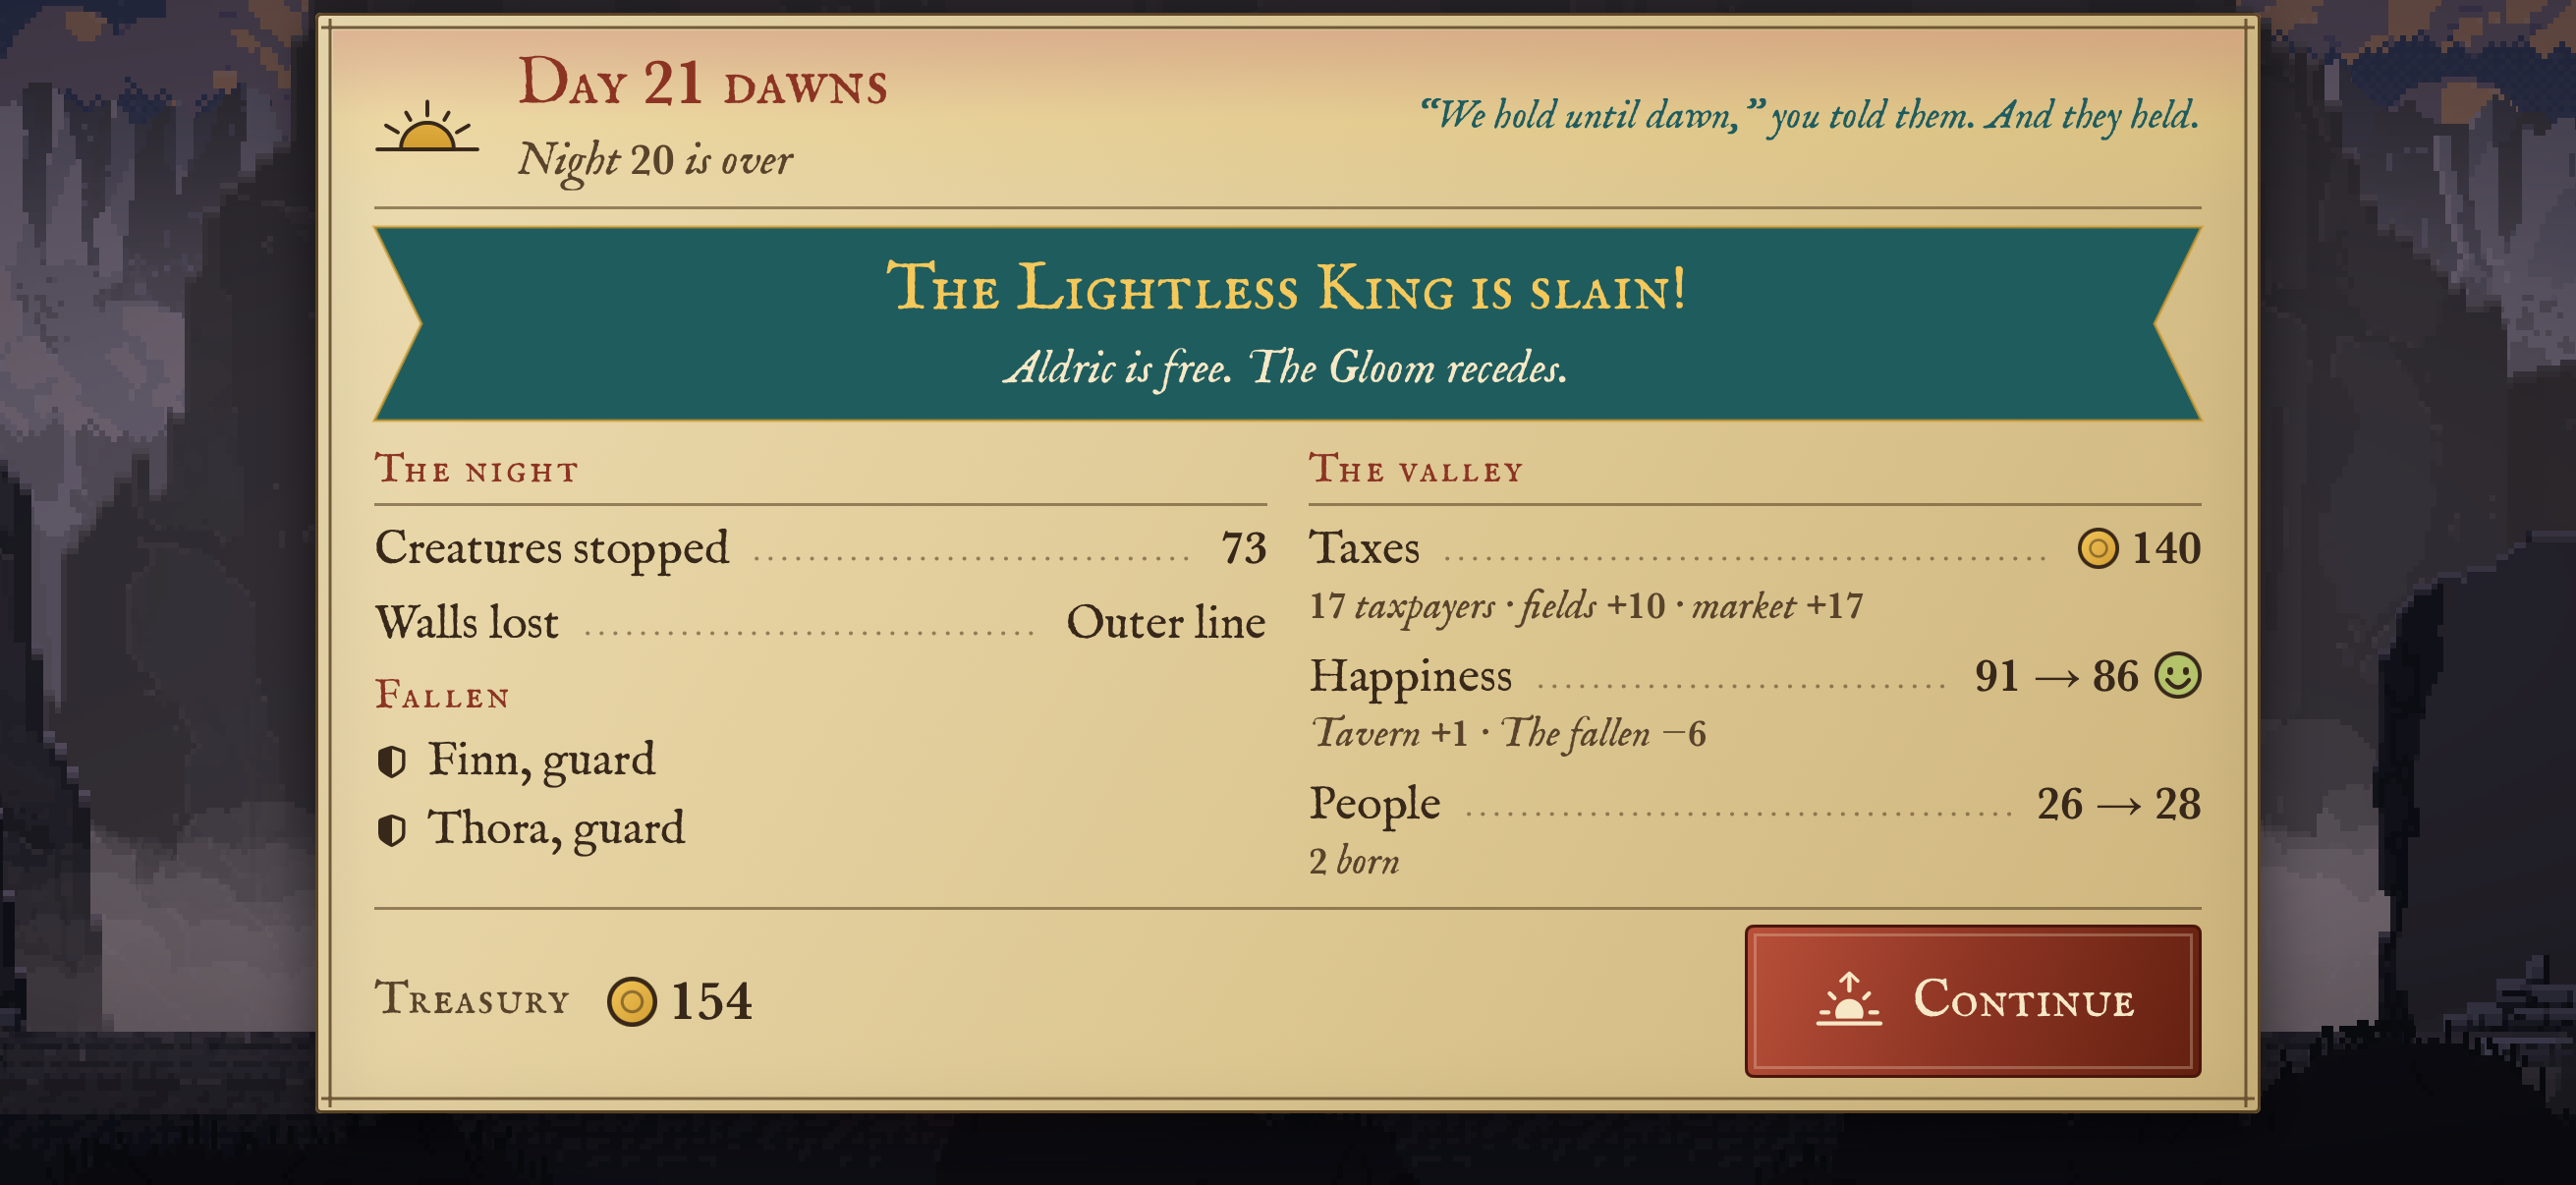 Day 21 dawns
Night 20 is over
“We hold until dawn,” you told them. And they held.
The Lightless King is slain!
Aldric is free. The Gloom recedes.
The night
Creatures stopped 73
Walls lost Outer line
Fallen
Finn, guard
Thora, guard
The valley
Taxes 140
17 taxpayers · fields +10 · market +17
Happiness 91 → 86
Tavern +1 · The fallen −6
People 26 → 28
2 born
Treasury 154
Continue